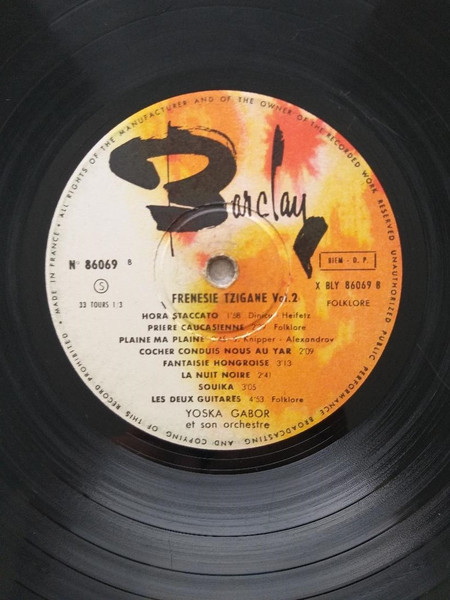 • ALL RIGHTS OF THE MANUFACTURER AND OF THE OWNER OF THE RECORDED WORK RESERVED UNAUTHORIZED PUBLIC PERFORMANCE BROADCASTING AND COPYING OF THIS RECORD PROHIBITED • MADE IN FRANCE
Barclay
N° 86069 B
BIEM - D. P.
S
X BLY 86069 B
33 TOURS 1/3
FOLKLORE
FRENESIE TZIGANE Vol.2
HORA STACCATO 1'58 Dinicu Heifetz
PRIERE CAUCASIENNE Folklore
PLAINE MA PLAINE Knipper - Alexandrov
COCHER CONDUIS NOUS AU YAR 2'09
FANTAISIE HONGROISE 3'13
LA NUIT NOIRE 2'41
SOUIKA 3'05
LES DEUX GUITARES 4'53 Folklore
YOSKA GABOR
et son orchestre